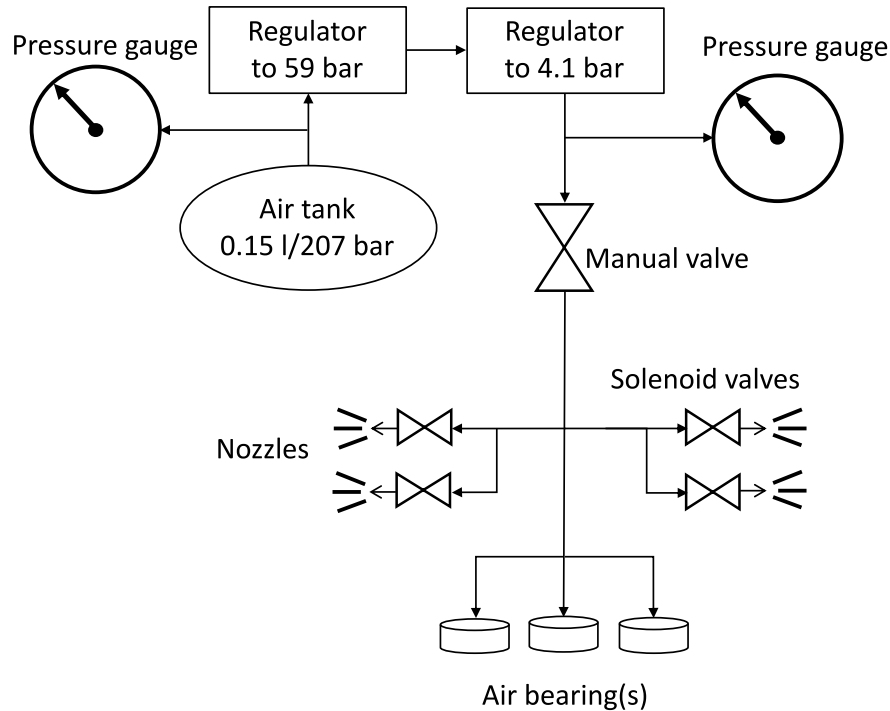 Pressure gauge
Regulator
to 59 bar
Regulator
to 4.1 bar
Pressure gauge
Air tank
0.15 l/207 bar
Manual valve
Solenoid valves
Nozzles
Air bearing(s)